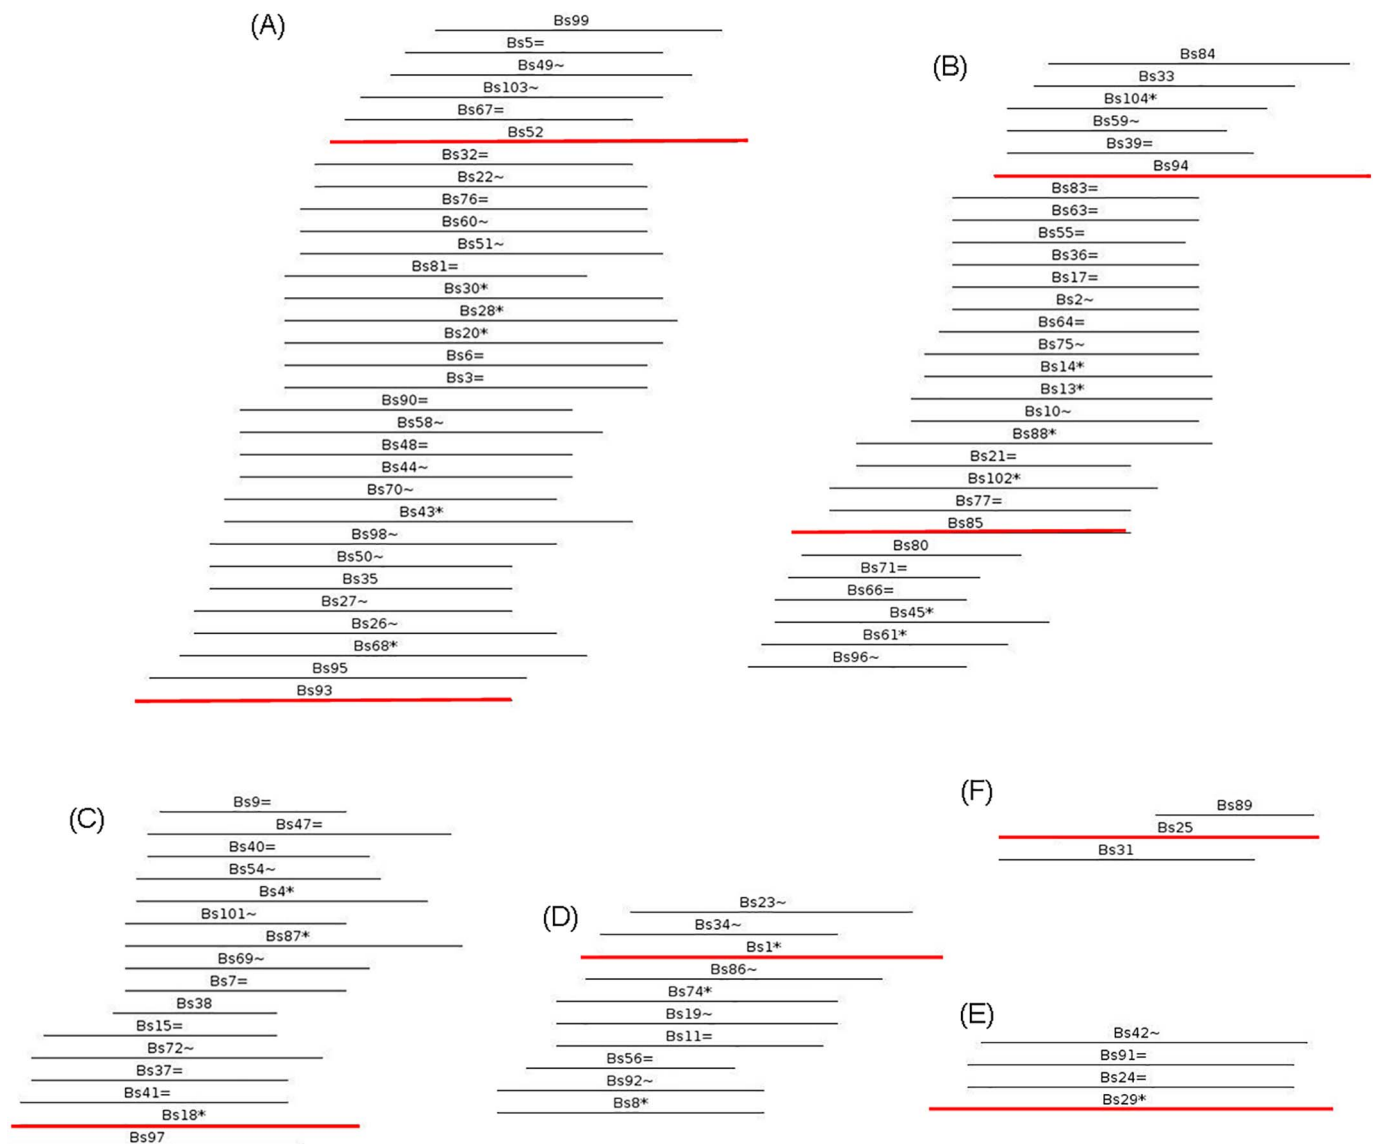 (A)
Bs99
Bs5=
Bs49~
Bs103~
Bs67=
Bs52
Bs32=
Bs22~
Bs76=
Bs60~
Bs51~
Bs81=
Bs30*
Bs28*
Bs20*
Bs6=
Bs3=
Bs90=
Bs58~
Bs48=
Bs44~
Bs70~
Bs43*
Bs98~
Bs50~
Bs35
Bs27~
Bs26~
Bs68*
Bs95
Bs93
(B)
Bs84
Bs33
Bs104*
Bs59~
Bs39=
Bs94
Bs83=
Bs63=
Bs55=
Bs36=
Bs17=
Bs2~
Bs64=
Bs75~
Bs14*
Bs13*
Bs10~
Bs88*
Bs21=
Bs102*
Bs77=
Bs85
Bs80
Bs71=
Bs66=
Bs45*
Bs61*
Bs96~
(C)
Bs9=
Bs47=
Bs40=
Bs54~
Bs4*
Bs101~
Bs87*
Bs69~
Bs7=
Bs38
Bs15=
Bs72~
Bs37=
Bs41=
Bs18*
Bs97
(D)
Bs23~
Bs34~
Bs1*
Bs86~
Bs74*
Bs19~
Bs11=
Bs56=
Bs92~
Bs8*
(F)
Bs89
Bs25
Bs31
(E)
Bs42~
Bs91=
Bs24=
Bs29*